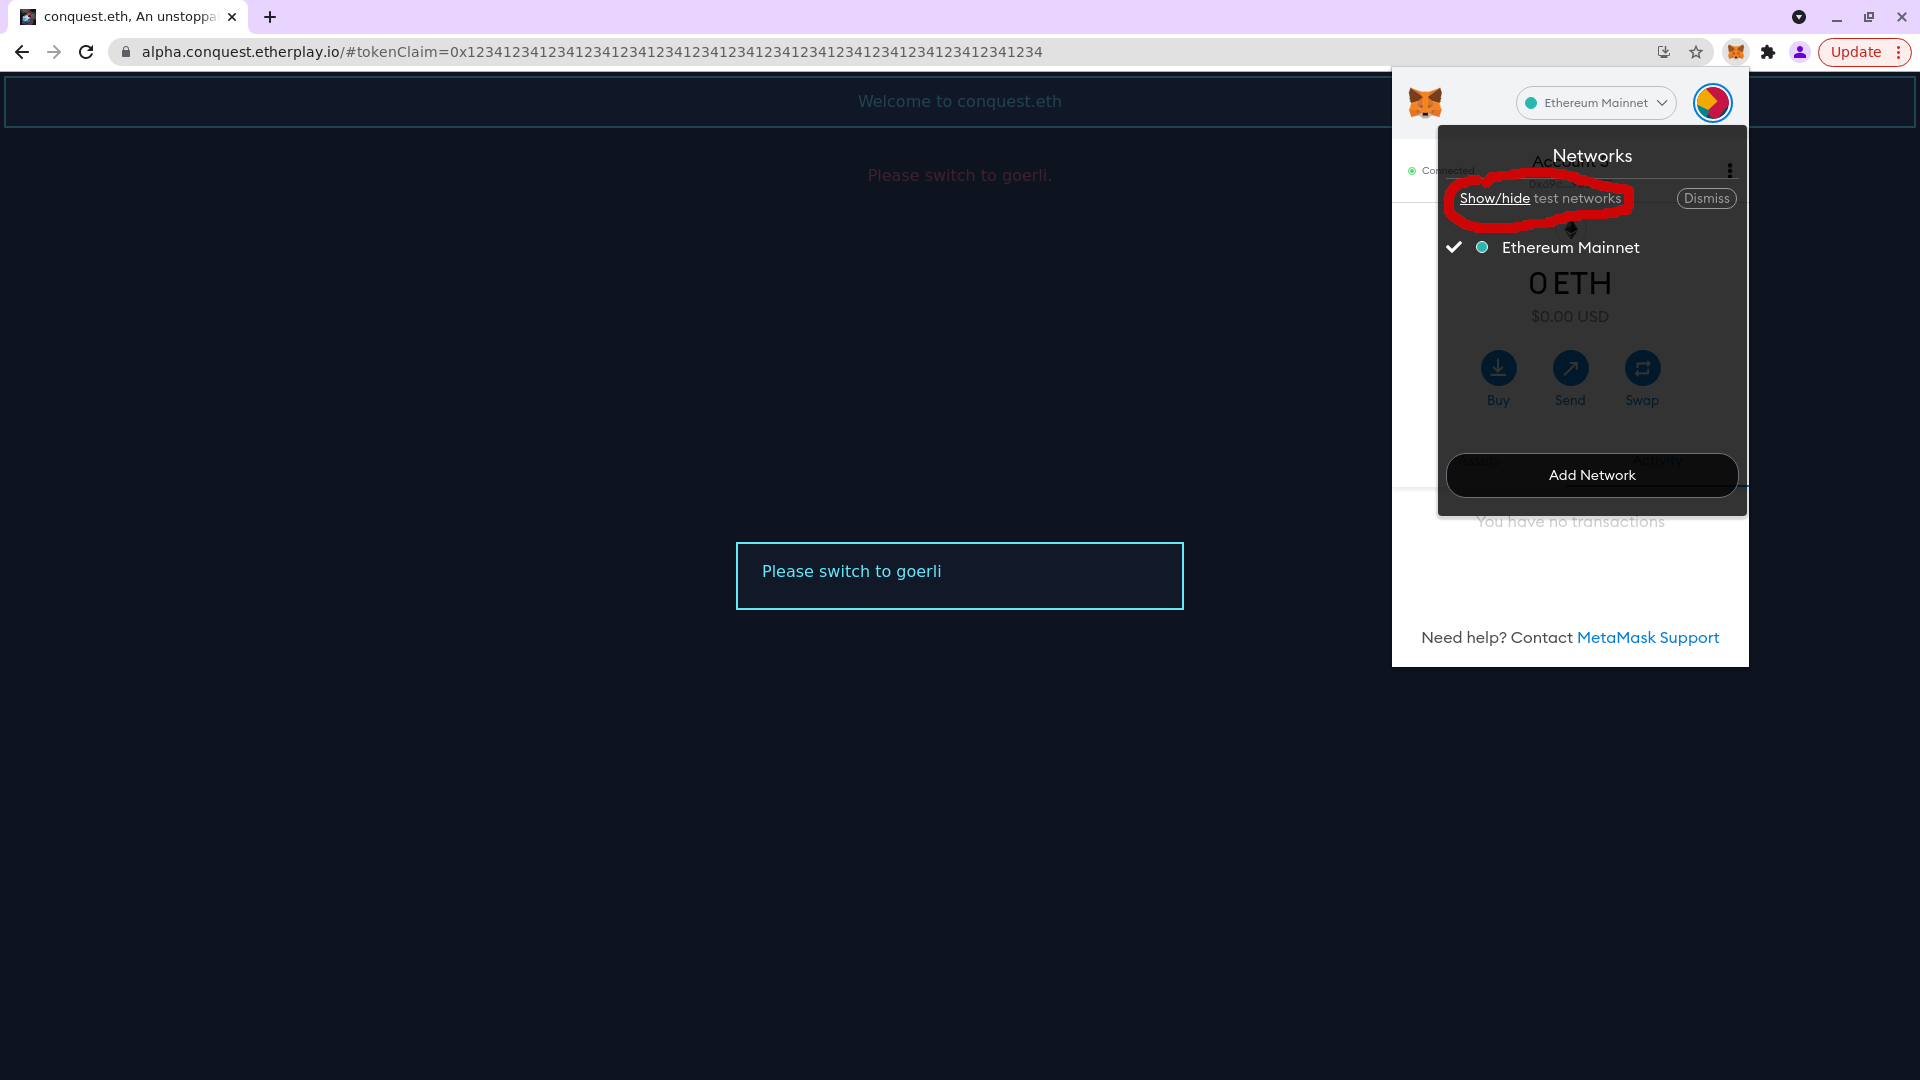 conquest.eth, An unstoppa
alpha.conquest.etherplay.io/#tokenClaim=0x1234123412341234123412341234123412341234123412341234123412341234
Update
Welcome to conquest.eth
Please switch to goerli.
Ethereum Mainnet
Networks
Connected
Show/hide test networks
Dismiss
Ethereum Mainnet
0 ETH
$0.00 USD
Buy
Send
Swap
Assets
Activity
Add Network
You have no transactions
Please switch to goerli
Need help? Contact MetaMask Support